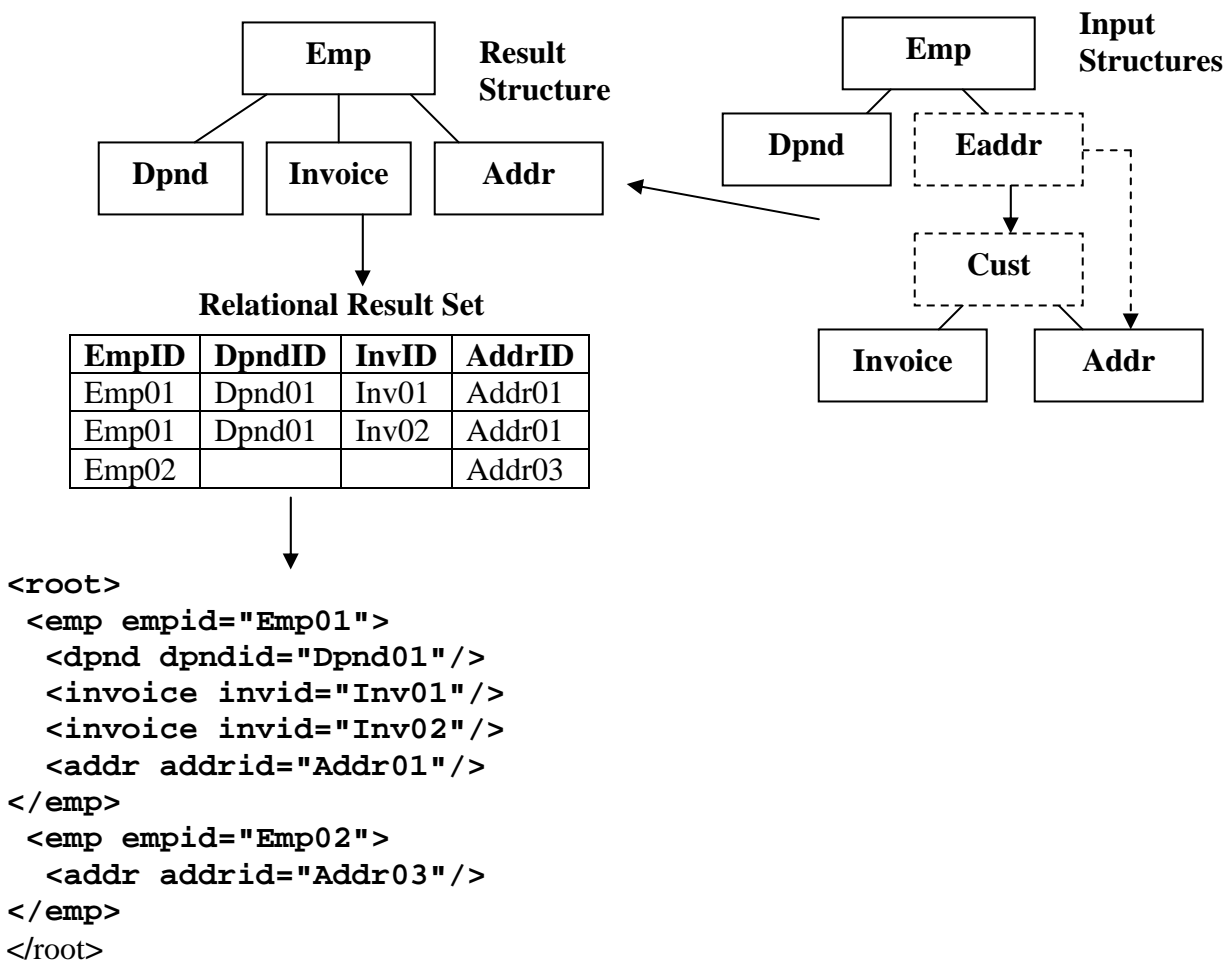 Emp
Result
Structure
Dpnd
Invoice
Addr
Input
Structures
Emp
Dpnd
Eaddr
Cust
Invoice
Addr
Relational Result Set
EmpID DpndID InvID AddrID
Emp01 Dpnd01 Inv01 Addr01
Emp01 Dpnd01 Inv02 Addr01
Emp02 Addr03
<root>
<emp empid="Emp01">
<dpnd dpndid="Dpnd01"/>
<invoice invid="Inv01"/>
<invoice invid="Inv02"/>
<addr addrid="Addr01"/>
</emp>
<emp empid="Emp02">
<addr addrid="Addr03"/>
</emp>
</root>